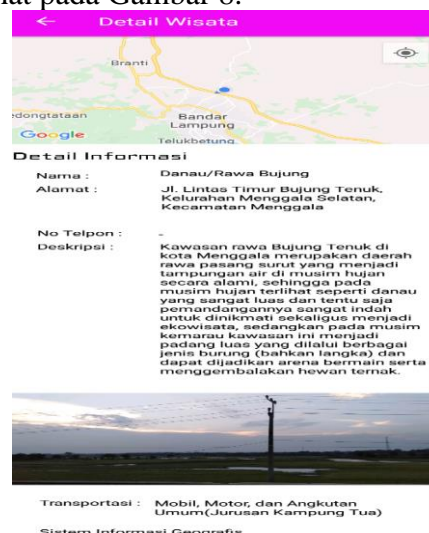 nat pada Gambar 8.
← Detail Wisata
Branti
edongtataan
Bandar
Lampung
Google
Telukbetung
Detail Informasi
Nama : Danau/Rawa Bujung
Alamat : Jl. Lintas Timur Bujung Tenuk,
Kelurahan Menggala Selatan,
Kecamatan Menggala
No Telpon : -
Deskripsi : Kawasan rawa Bujung Tenuk di
kota Menggala merupakan daerah
rawa pasang surut yang menjadi
tampungan air di musim hujan
secara alami, sehingga pada
musim hujan terlihat seperti danau
yang sangat luas dan tentu saja
pemandangannya sangat indah
untuk dinikmati sekaligus menjadi
ekowisata, sedangkan pada musim
kemarau kawasan ini menjadi
padang luas yang dilalui berbagai
jenis burung (bahkan langka) dan
dapat dijadikan arena bermain serta
menggembalakan hewan ternak.
Transportasi : Mobil, Motor, dan Angkutan
Umum(Jurusan Kampung Tua)
Sistem Informasi Geografis